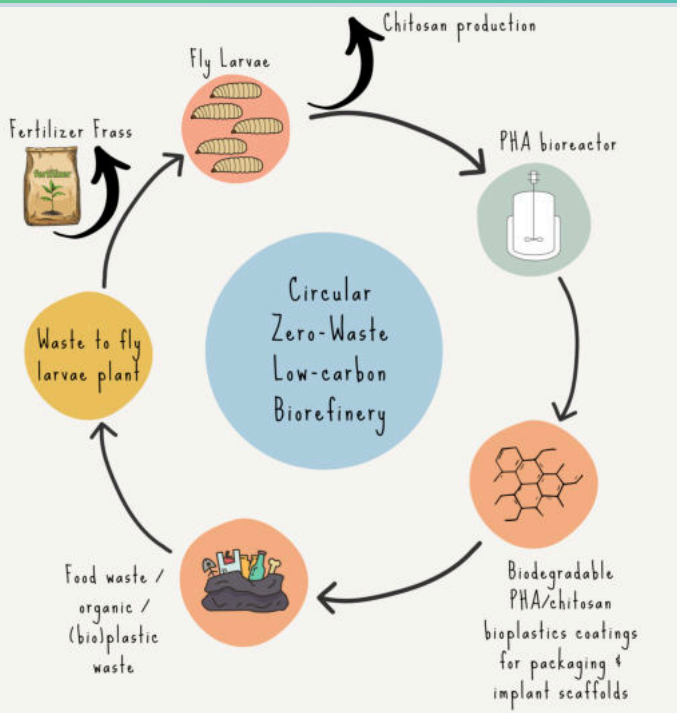 Chitosan production
Fly Larvae
Fertilizer Frass
fertilizer
PHA bioreactor
Circular
Zero-Waste
Low-carbon
Biorefinery
Waste to fly
larvae plant
Food waste /
organic /
(bio)plastic
waste
Biodegradable
PHA/chitosan
bioplastics coatings
for packaging &
implant scaffolds